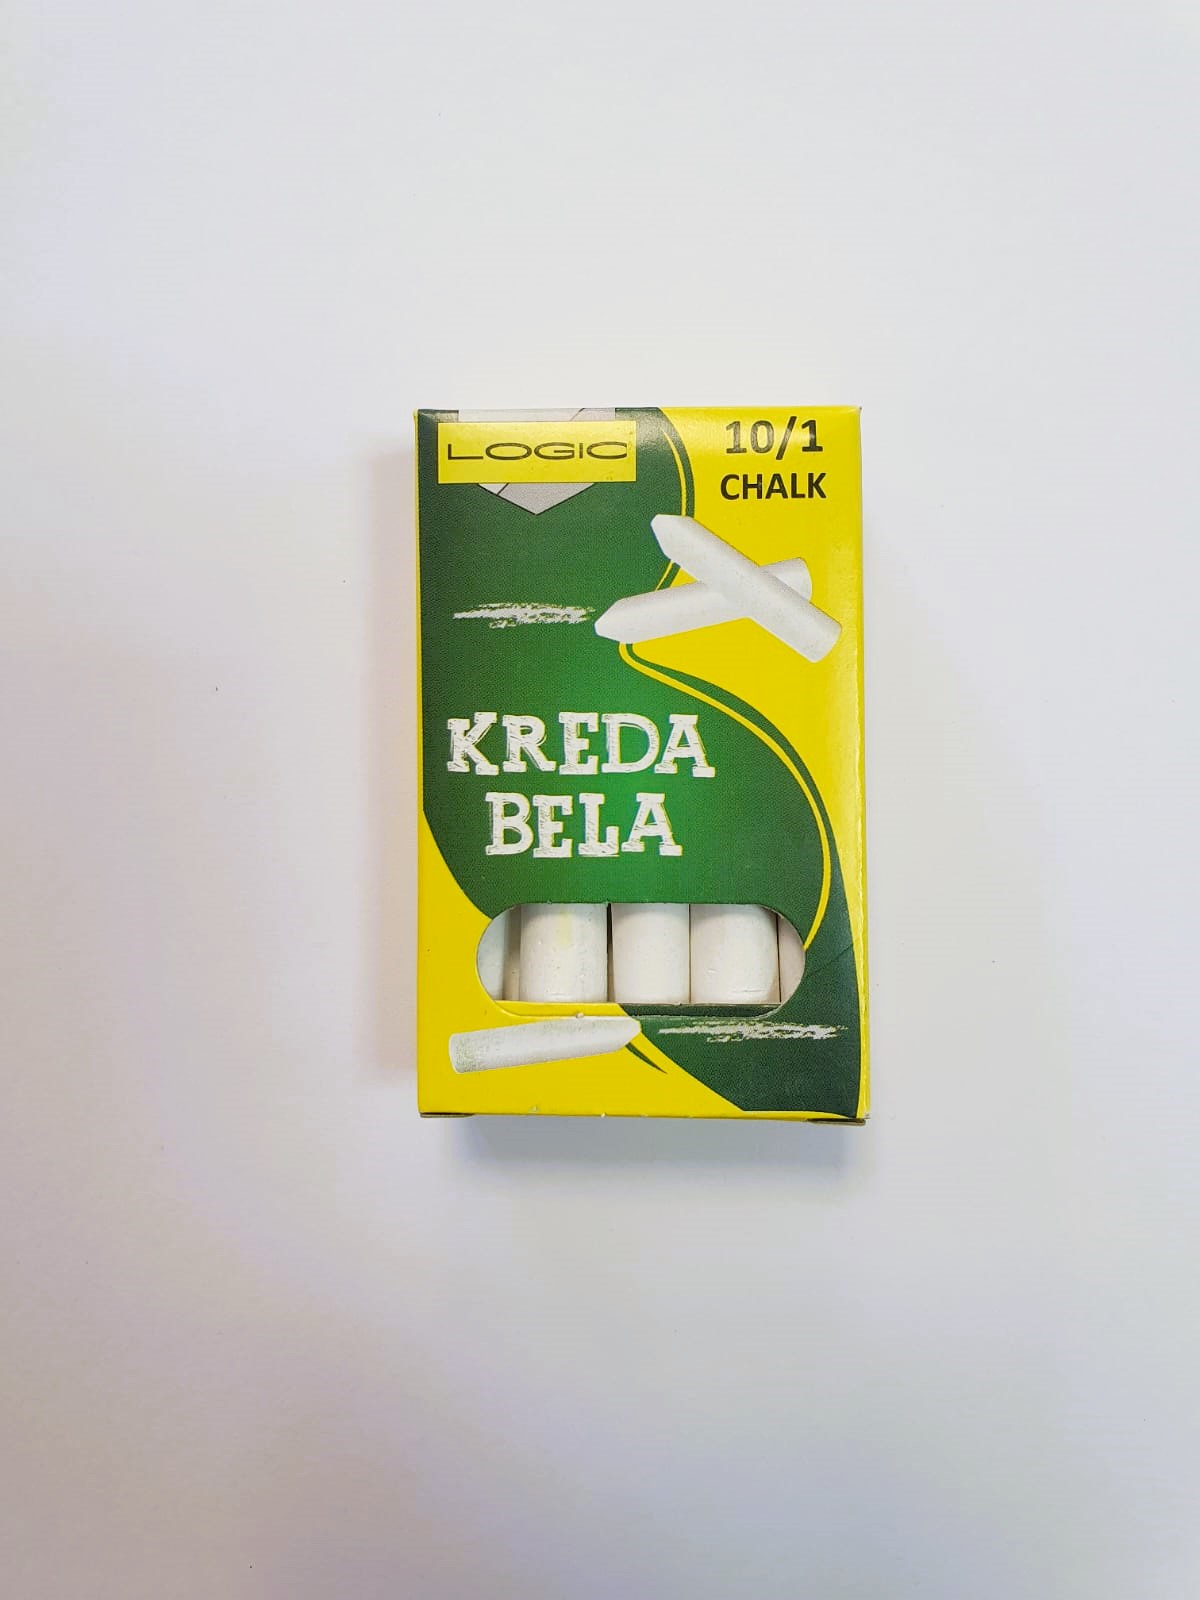 LOGIC
10/1
CHALK
KREDA
BELA